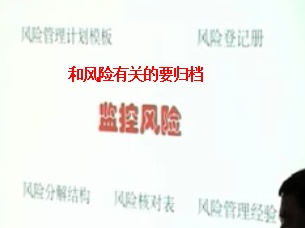 风险管理计划模板
风险登记册
和风险有关的要归档
监控风险
风险分解结构
风险核对表
风险管理经验